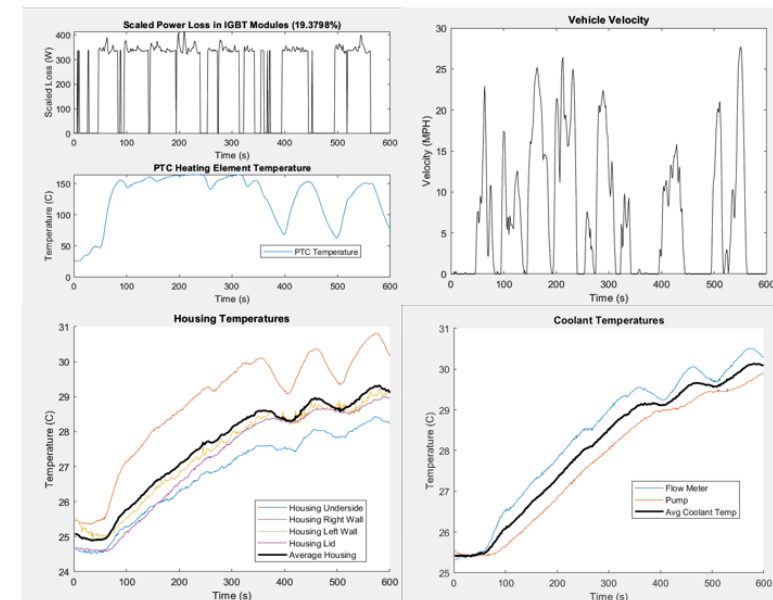 Scaled Power Loss in IGBT Modules (19.3798%)
Scaled Loss (W)
400
300
200
100
0
0 100 200 300 400 500 600
Time (s)
PTC Heating Element Temperature
Temperature (C)
150
100
50
0
PTC Temperature
0 100 200 300 400 500 600
Time (s)
Vehicle Velocity
Velocity (MPH)
30
25
20
15
10
5
0
0 100 200 300 400 500 600
Time (s)
Housing Temperatures
Temperature (C)
31
30
29
28
27
26
25
24
Housing Underside
Housing Right Wall
Housing Left Wall
Housing Lid
Average Housing
0 100 200 300 400 500 600
Time (s)
Coolant Temperatures
Temperature (C)
31
30
29
28
27
26
25
Flow Meter
Pump
Avg Coolant Temp
0 100 200 300 400 500 600
Time (s)